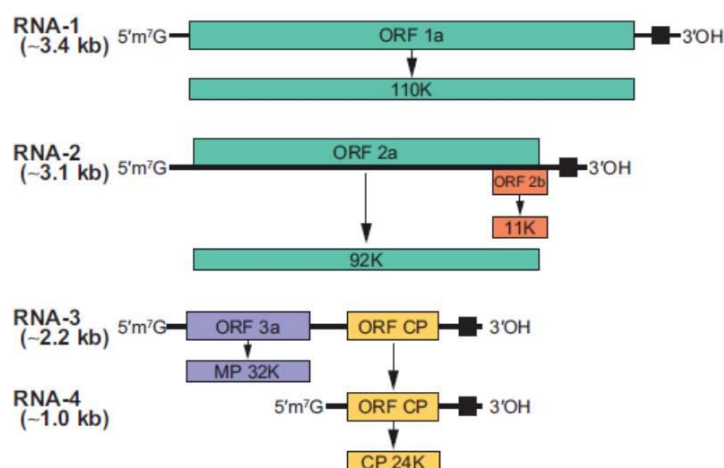 RNA-1
(~3.4 kb)
5'm⁷G
ORF 1a
3'OH
110K
RNA-2
(~3.1 kb)
5'm⁷G
ORF 2a
3'OH
ORF 2b
11K
92K
RNA-3
(~2.2 kb)
5'm⁷G
ORF 3a
ORF CP
3'OH
MP 32K
RNA-4
(~1.0 kb)
5'm⁷G
ORF CP
3'OH
CP 24K